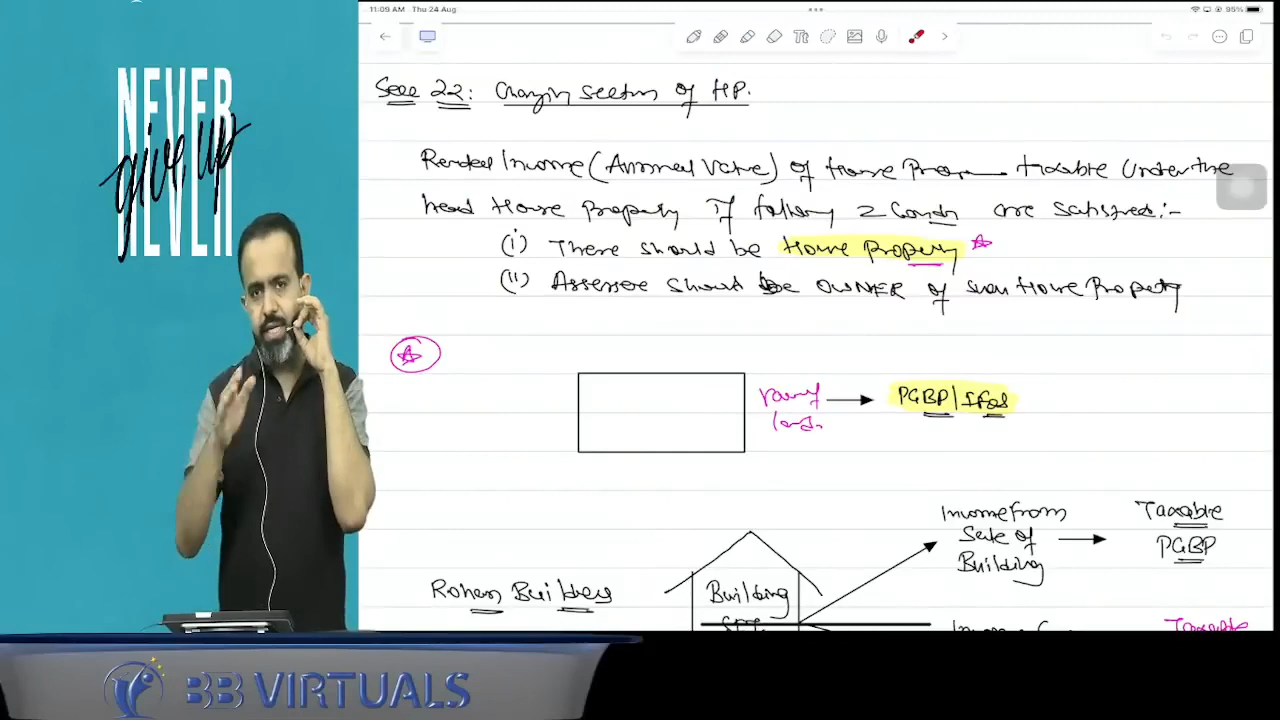 11:09 AM Thu 24 Aug
95%
NEVER
give up
NEVER
Sec 22: Charging section of HP.
Rental Income (Annual Value) of House Prop taxable under the
head House Property if following 2 Condn are satisfied:-
(i) There should be House Property
(ii) Assessee should be OWNER of such House Property
Vacant
land.
PGBP/IFOS
Income from
Sale of
Building
Taxable
PGBP
Rohan Builders
Building
Taxable
BB VIRTUALS